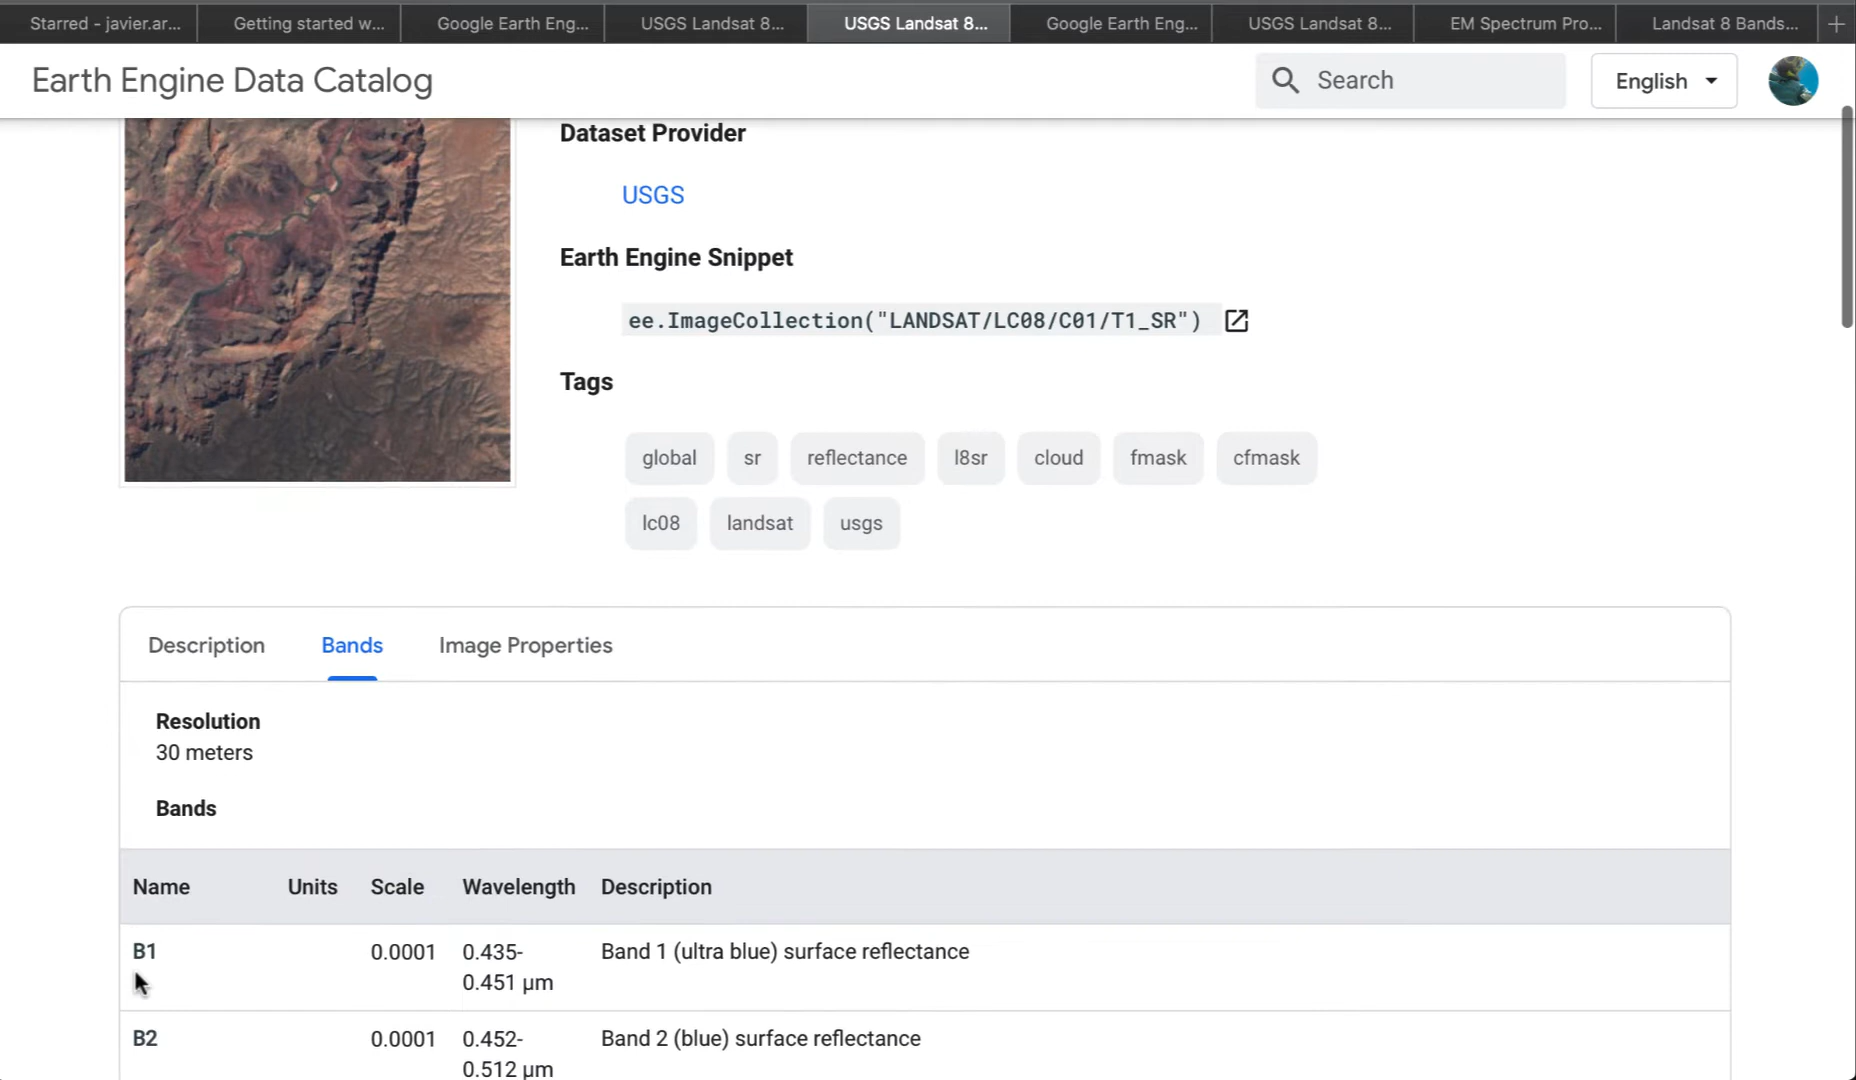 Starred - javier.ar...
Getting started w...
Google Earth Eng...
USGS Landsat 8...
USGS Landsat 8...
Google Earth Eng...
USGS Landsat 8...
EM Spectrum Pro...
Landsat 8 Bands...
Earth Engine Data Catalog
Search
English
Dataset Provider
USGS
Earth Engine Snippet
ee.ImageCollection("LANDSAT/LC08/C01/T1_SR")
Tags
global sr reflectance l8sr cloud fmask cfmask
lc08 landsat usgs
Description Bands Image Properties
Resolution
30 meters
Bands
Name Units Scale Wavelength Description
B1 0.0001 0.435- Band 1 (ultra blue) surface reflectance
0.451 μm
B2 0.0001 0.452- Band 2 (blue) surface reflectance
0.512 μm